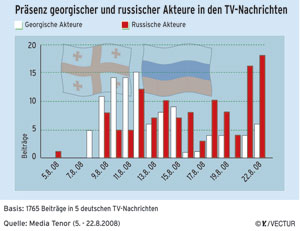 Präsenz georgischer und russischer Akteure in den TV-Nachrichten
Georgische Akteure
Russische Akteure
20
15
10
5
0
Beiträge
5.8.08
7.8.08
9.8.08
11.8.08
13.8.08
15.8.08
17.8.08
19.8.08
22.8.08
Basis: 1765 Beiträge in 5 deutschen TV-Nachrichten
Quelle: Media Tenor (5. - 22.8.2008)
/VECTUR